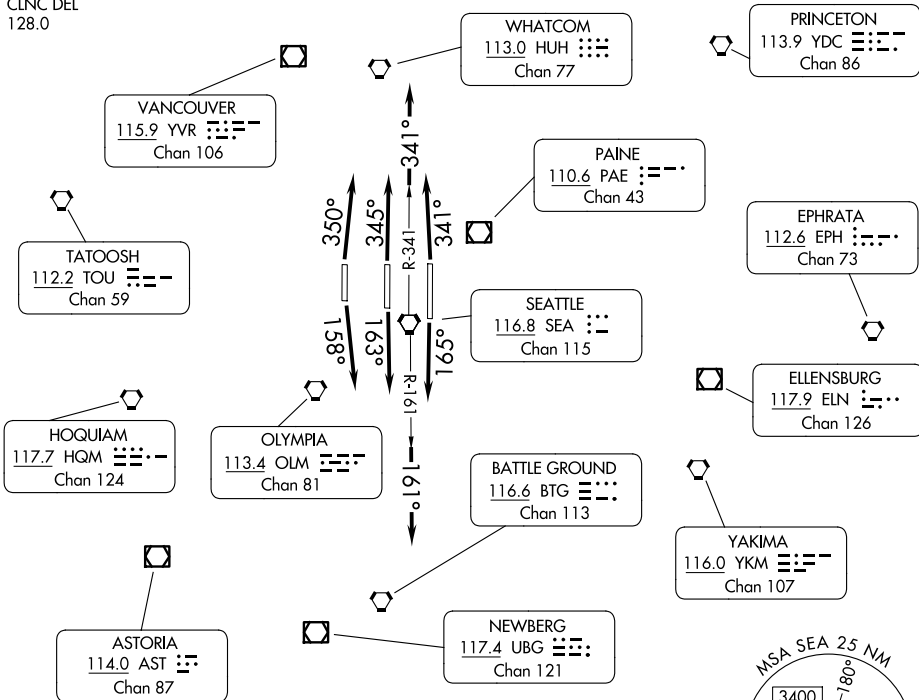 CLNC DEL
128.0
WHATCOM
113.0 HUH
Chan 77
PRINCETON
113.9 YDC
Chan 86
VANCOUVER
115.9 YVR
Chan 106
341°
PAINE
110.6 PAE
Chan 43
350°
345°
R-341
341°
TATOOSH
112.2 TOU
Chan 59
EPHRATA
112.6 EPH
Chan 73
SEATTLE
116.8 SEA
Chan 115
158°
163°
R-161
165°
ELLENSBURG
117.9 ELN
Chan 126
HOQUIAM
117.7 HQM
Chan 124
OLYMPIA
113.4 OLM
Chan 81
161°
BATTLE GROUND
116.6 BTG
Chan 113
YAKIMA
116.0 YKM
Chan 107
ASTORIA
114.0 AST
Chan 87
NEWBERG
117.4 UBG
Chan 121
MSA SEA 25 NM
180°
3400